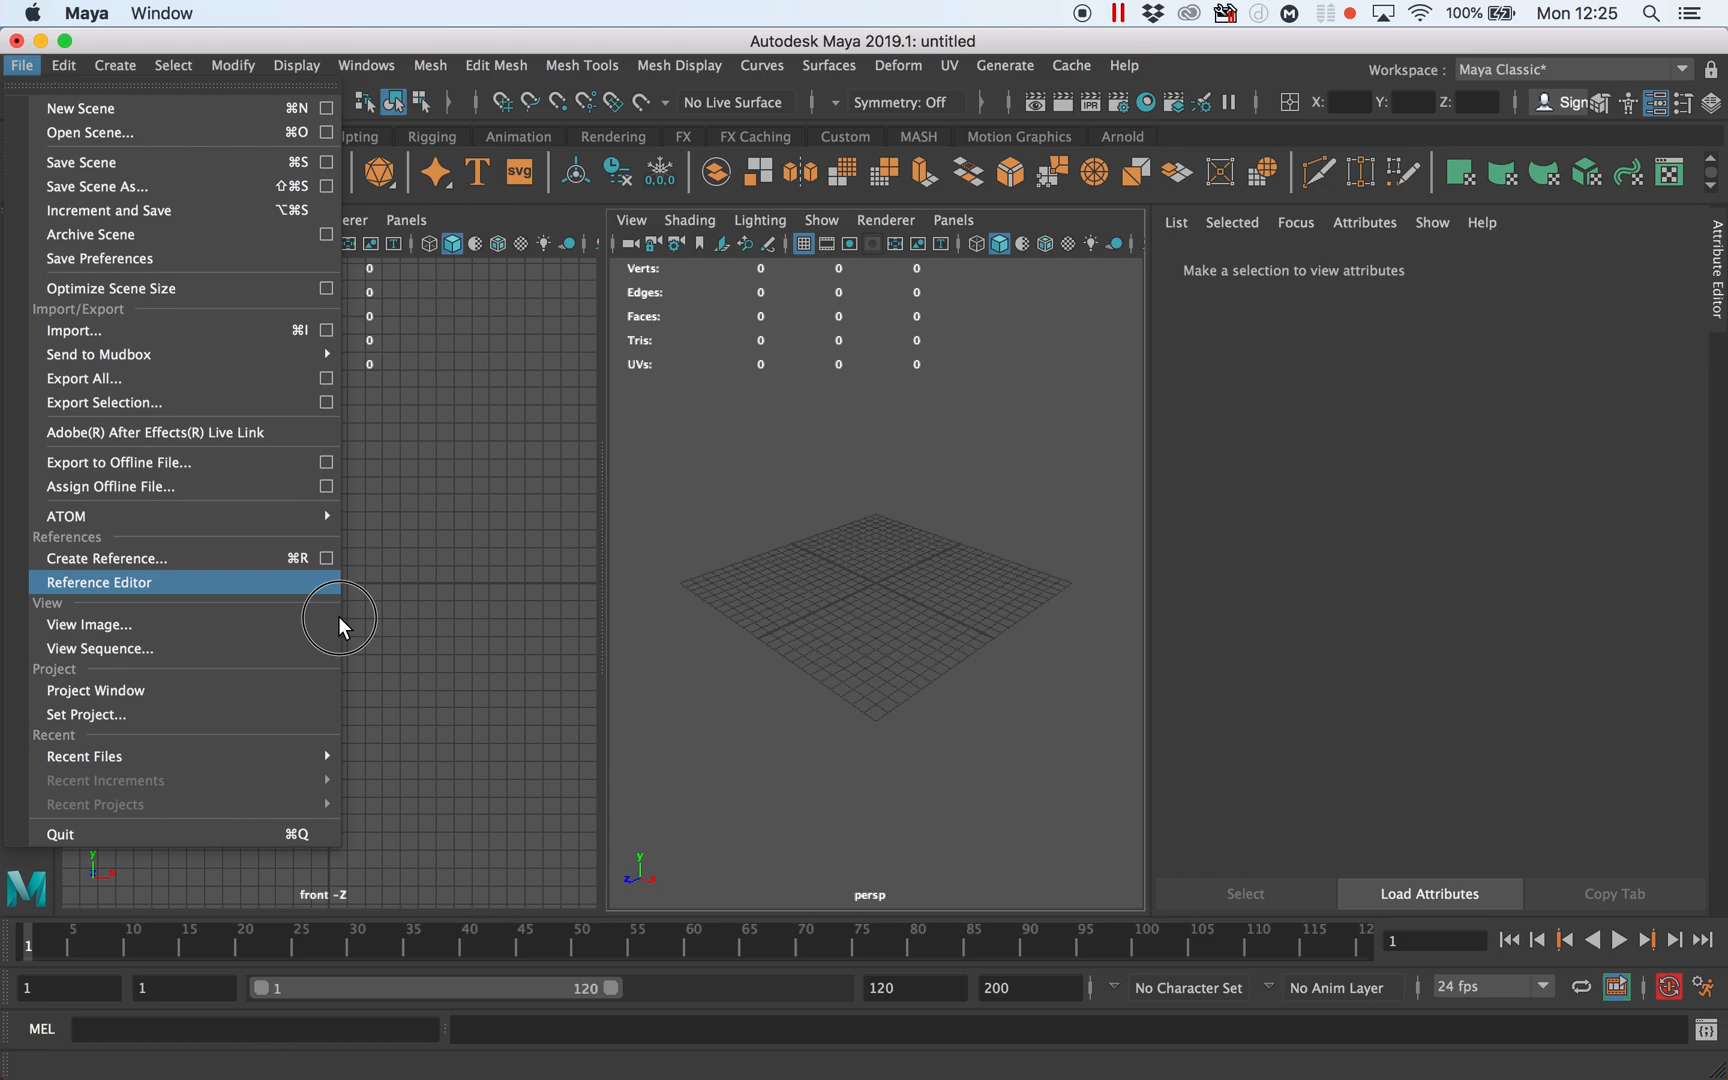 Maya Window
100% Mon 12:25
Autodesk Maya 2019.1: untitled
File Edit Create Select Modify Display Windows Mesh Edit Mesh Mesh Tools Mesh Display Curves Surfaces Deform UV Generate Cache Help
Workspace : Maya Classic*
No Live Surface Symmetry: Off IPR X: Y: Z: Sign
pting Rigging Animation Rendering FX FX Caching Custom MASH Motion Graphics Arnold
T svg 0,0,0
New Scene ⌘N
Open Scene... ⌘O
Save Scene ⌘S
Save Scene As... ⇧⌘S
Increment and Save ⌥⌘S
Archive Scene
Save Preferences
Optimize Scene Size
Import/Export
Import... ⌘I
Send to Mudbox
Export All...
Export Selection...
Adobe(R) After Effects(R) Live Link
Export to Offline File...
Assign Offline File...
ATOM
References
Create Reference... ⌘R
Reference Editor
View
View Image...
View Sequence...
Project
Project Window
Set Project...
Recent
Recent Files
Recent Increments
Recent Projects
Quit ⌘Q
erer Panels
0
0
0
0
0
y
z x
front -Z
View Shading Lighting Show Renderer Panels
Verts: 0 0 0
Edges: 0 0 0
Faces: 0 0 0
Tris: 0 0 0
UVs: 0 0 0
y
z x
persp
List Selected Focus Attributes Show Help
Make a selection to view attributes
Attribute Editor
Select Load Attributes Copy Tab
1 5 10 15 20 25 30 35 40 45 50 55 60 65 70 75 80 85 90 95 100 105 110 115 12
1
1 1 1 120 120 200 No Character Set No Anim Layer 24 fps
MEL